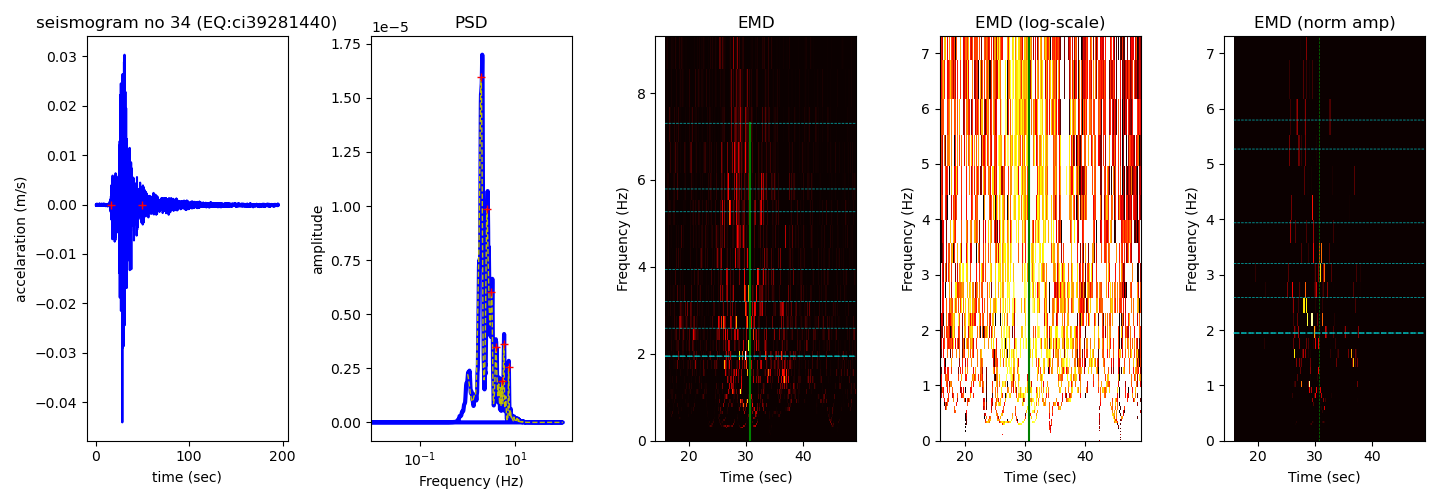 seismogram no 34 (EQ:ci39281440)
accelaration (m/s)
0.03
0.02
0.01
0.00
−0.01
−0.02
−0.03
−0.04
0 100 200
time (sec)
PSD
1e−5
amplitude
1.75
1.50
1.25
1.00
0.75
0.50
0.25
0.00
10⁻¹ 10¹
Frequency (Hz)
EMD
Frequency (Hz)
8
6
4
2
0
20 30 40
Time (sec)
EMD (log-scale)
Frequency (Hz)
7
6
5
4
3
2
1
0
20 30 40
Time (sec)
EMD (norm amp)
Frequency (Hz)
7
6
5
4
3
2
1
0
20 30 40
Time (sec)